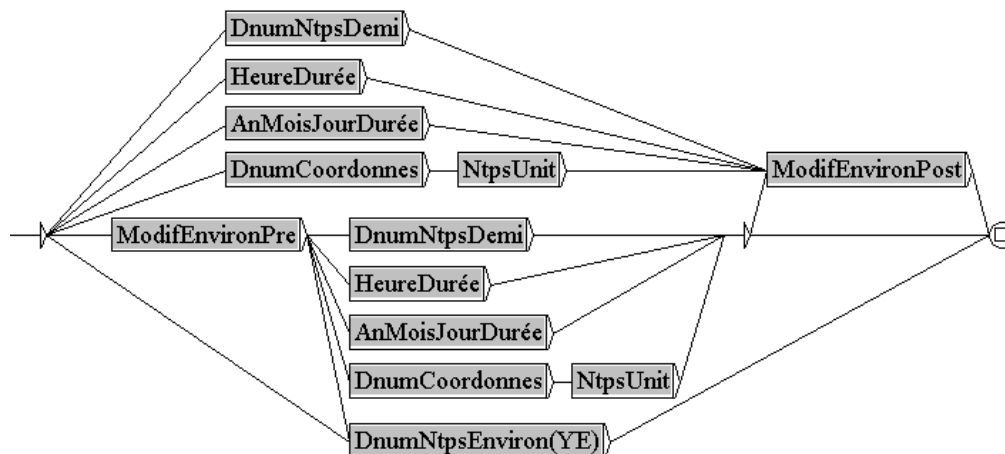 DnumNtpsDemi
HeureDurée
AnMoisJourDurée
DnumCoordonnes NtpsUnit
ModifEnvironPost
ModifEnvironPre DnumNtpsDemi
HeureDurée
AnMoisJourDurée
DnumCoordonnes NtpsUnit
DnumNtpsEnviron(YE)